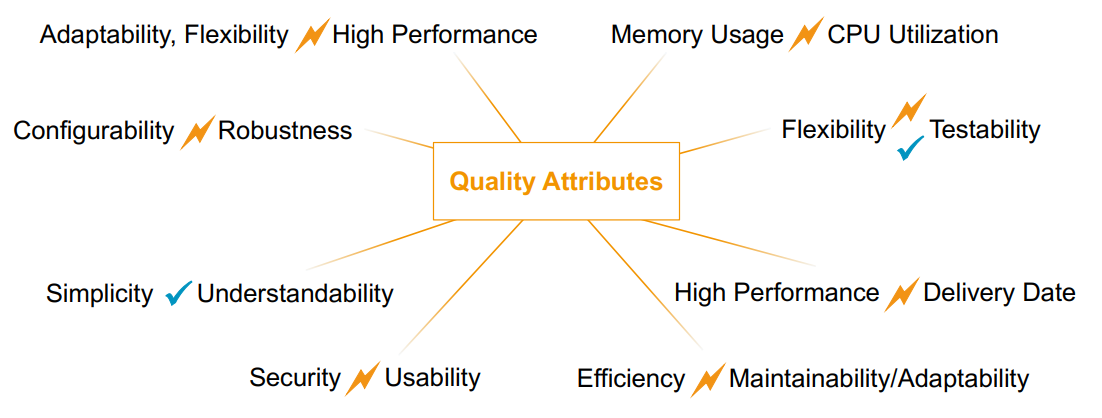 Adaptability, Flexibility High Performance
Memory Usage CPU Utilization
Configurability Robustness
Flexibility Testability
Quality Attributes
Simplicity Understandability
High Performance Delivery Date
Security Usability
Efficiency Maintainability/Adaptability